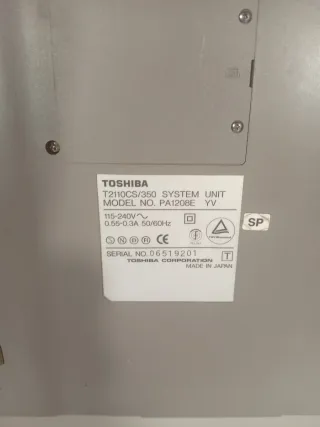 TOSHIBA
T2110CS/350 SYSTEM UNIT
MODEL NO. PA1208E YV
115-240V
0.55-0.3A 50/60Hz
S N D S CE
SP
SERIAL NO. 06519201 T
TOSHIBA CORPORATION
MADE IN JAPAN